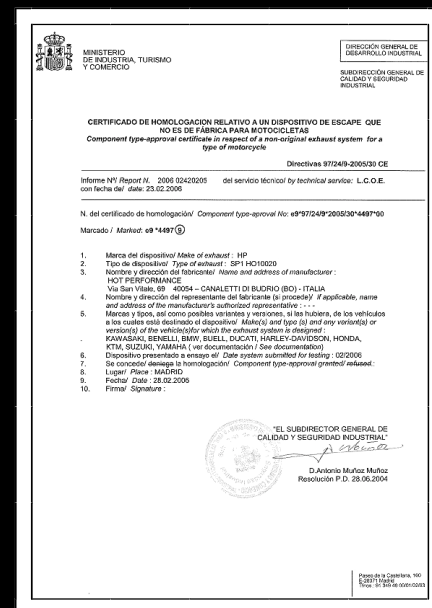 MINISTERIO
DE INDUSTRIA, TURISMO
Y COMERCIO
DIRECCIÓN GENERAL DE
DESARROLLO INDUSTRIAL
SUBDIRECCIÓN GENERAL DE
CALIDAD Y SEGURIDAD
INDUSTRIAL
CERTIFICADO DE HOMOLOGACION RELATIVO A UN DISPOSITIVO DE ESCAPE QUE
NO ES DE FÁBRICA PARA MOTOCICLETAS
Component type-approval certificate in respect of a non-original exhaust system for a
type of motorcycle
Directivas 97/24/9-2005/30 CE
Informe Nº/ Report N. 2006 02420205 del servicio técnico/ by technical service: L.C.O.E.
con fecha de/ date: 23.02.2006
N. del certificado de homologación/ Component type-aproval No: e9*97/24/9*2005/30*4497*00
Marcado / Marked: e9 *4497 9
1. Marca del dispositivo/ Make of exhaust : HP
2. Tipo de dispositivo/ Type of exhaust : SP1 HO10020
3. Nombre y dirección del fabricante/ Name and address of manufacturer :
HOT PERFORMANCE
Via San Vitale, 69 40054 – CANALETTI DI BUDRIO (BO) - ITALIA
4. Nombre y dirección del representante del fabricante (si procede)/ if applicable, name
and address of the manufacturer's authorized representative : - - -
5. Marcas y tipos, así como posibles variantes y versiones, si las hubiera, de los vehículos
a los cuales está destinado el dispositivo/ Make(s) and typo (s) and any variant(s) or
version(s) of the vehicle(s)for which the exhaust system is designed :
. KAWASAKI, BENELLI, BMW, BUELL, DUCATI, HARLEY-DAVIDSON, HONDA,
KTM, SUZUKI, YAMAHA ( ver documentación / See documentation)
6. Dispositivo presentado a ensayo el/ Date system submitted for testing : 02/2006
7. Se concede/ deniega la homologación/ Component type-approval granted/ refused.:
8. Lugar/ Place : MADRID
9. Fecha/ Date : 28.02.2006
10. Firma/ Signature :
"EL SUBDIRECTOR GENERAL DE
CALIDAD Y SEGURIDAD INDUSTRIAL"
D.Antonio Muñoz Muñoz
Resolución P.D. 28.06.2004
Paseo de la Castellana, 160
E-28071 Madrid